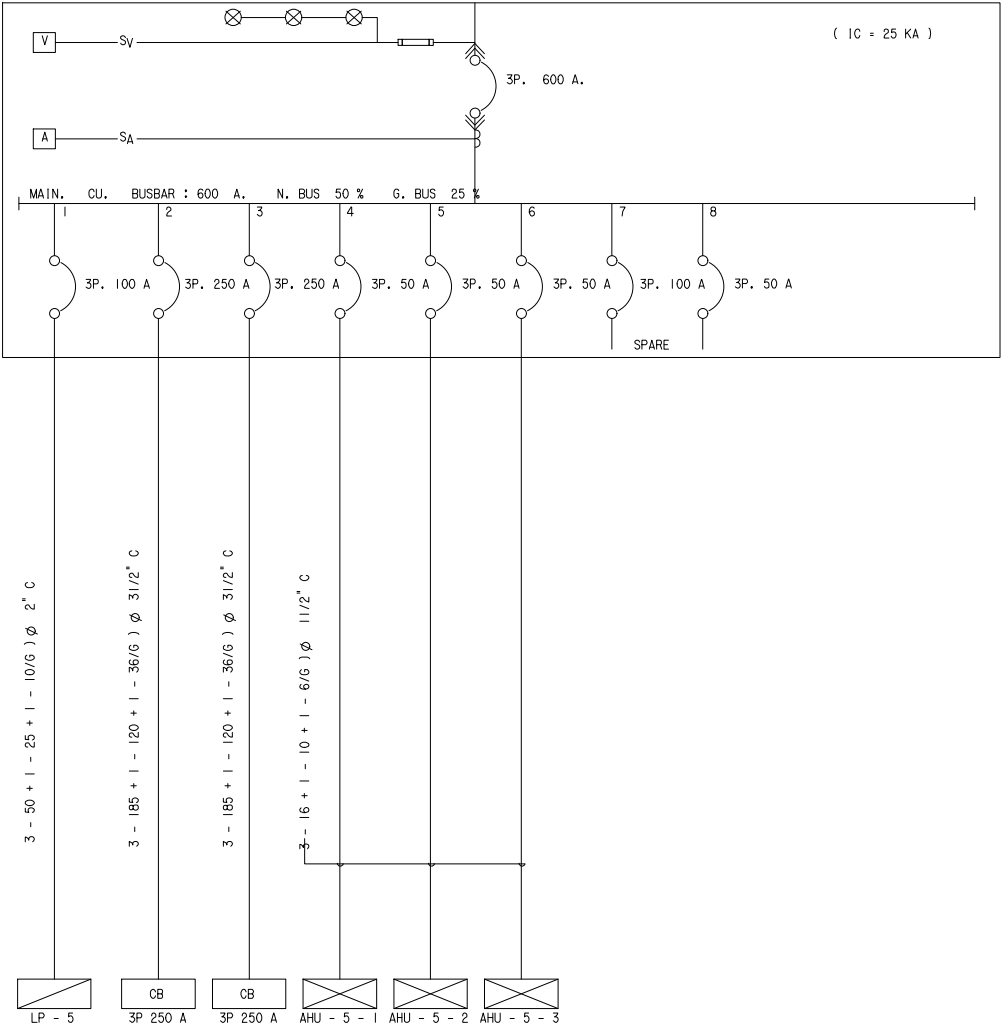 ( IC = 25 KA )
V SV
3P. 600 A.
A SA
MAIN. CU. BUSBAR : 600 A. N. BUS 50 % G. BUS 25 %
1 2 3 4 5 6 7 8
3P. 100 A 3P. 250 A 3P. 250 A 3P. 50 A 3P. 50 A 3P. 50 A 3P. 100 A 3P. 50 A
SPARE
3 - 50 + 1 - 25 + 1 - 10/G ) Ø 2" C
3 - 185 + 1 - 120 + 1 - 36/G ) Ø 31/2" C
3 - 185 + 1 - 120 + 1 - 36/G ) Ø 31/2" C
3 - 16 + 1 - 10 + 1 - 6/G ) Ø 11/2" C
CB CB
LP - 5 3P 250 A 3P 250 A AHU - 5 - 1 AHU - 5 - 2 AHU - 5 - 3